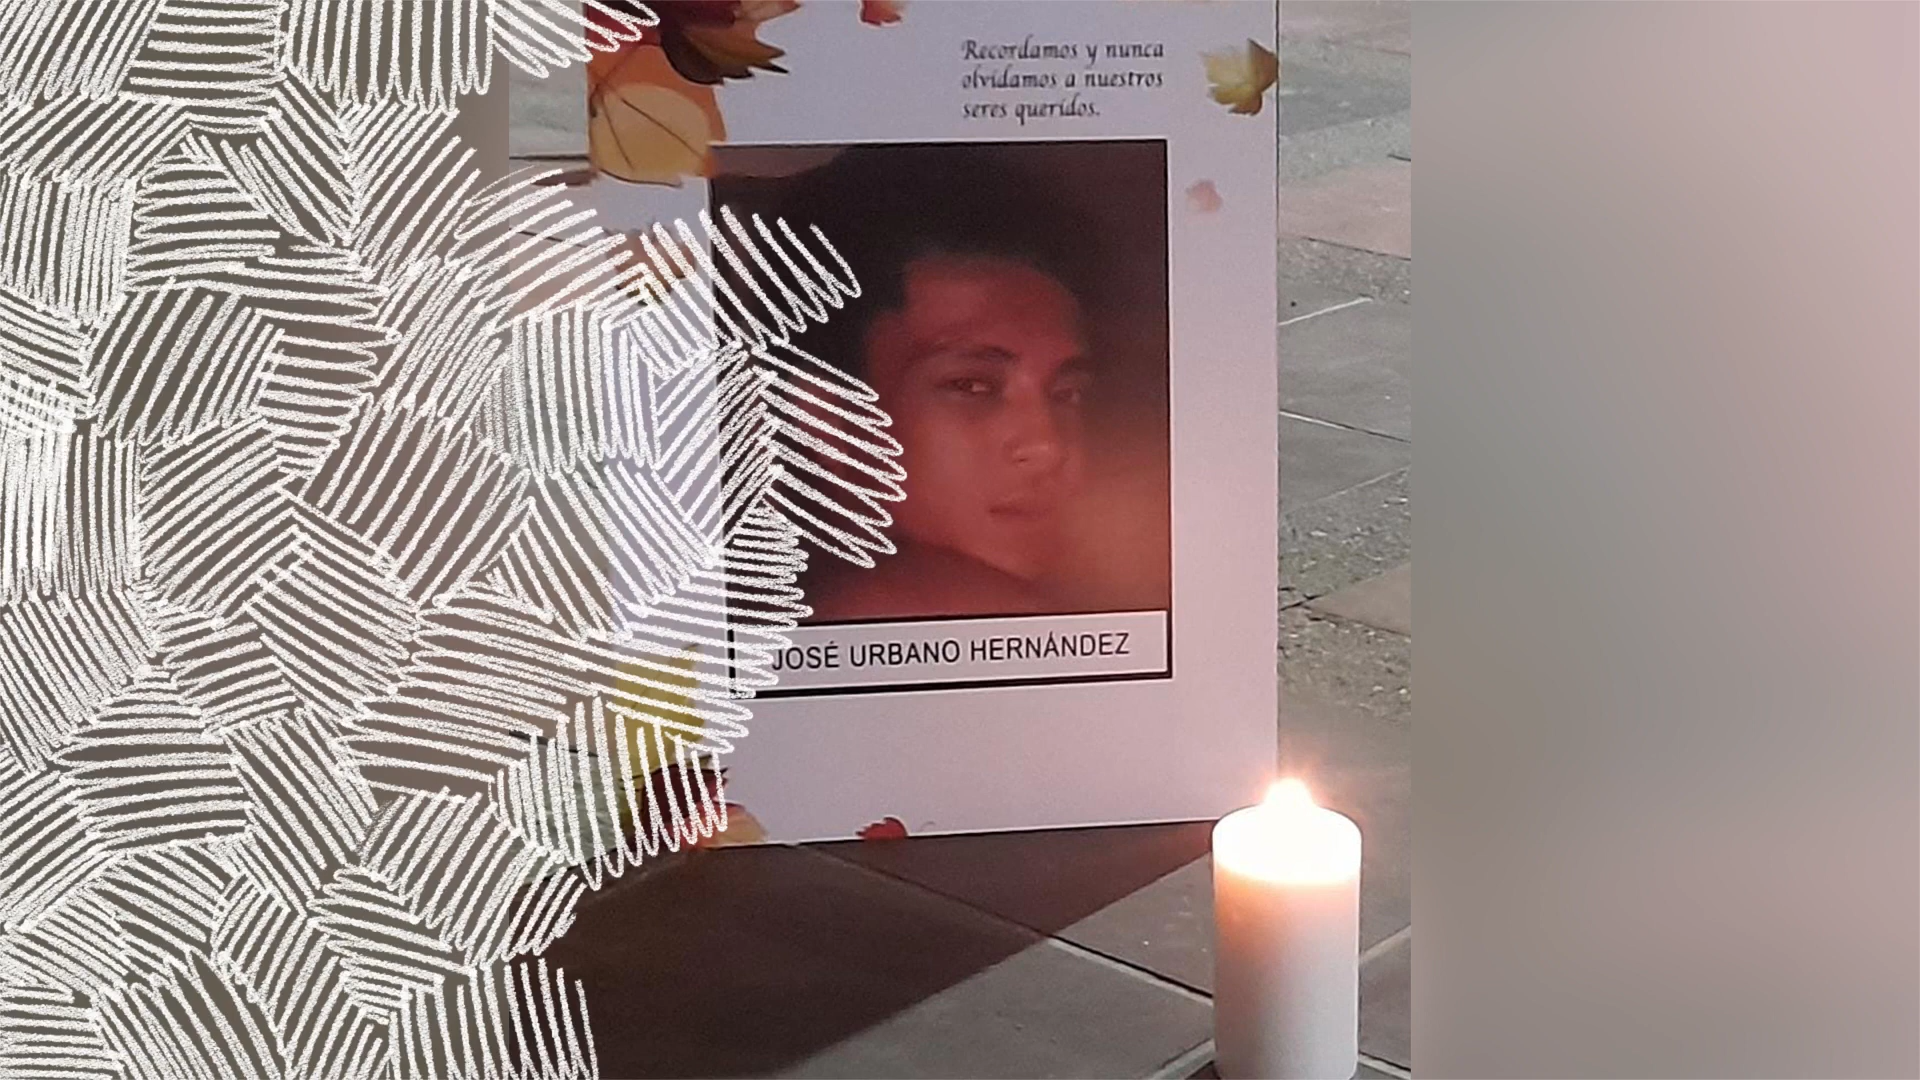 Recordamos y nunca
olvidamos a nuestros
seres queridos.
JOSÉ URBANO HERNÁNDEZ